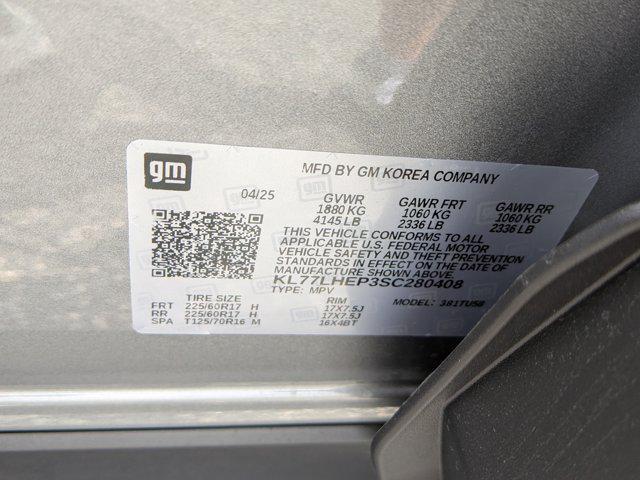 gm
MFD BY GM KOREA COMPANY
04/25 GVWR GAWR FRT GAWR RR
1880 KG 1060 KG 1060 KG
4145 LB 2336 LB 2336 LB
THIS VEHICLE CONFORMS TO ALL
APPLICABLE U.S. FEDERAL MOTOR
VEHICLE SAFETY AND THEFT PREVENTION
STANDARDS IN EFFECT ON THE DATE OF
MANUFACTURE SHOWN ABOVE.
KL77LHEP3SC280408
TYPE: MPV MODEL: 381TU58
TIRE SIZE RIM
FRT 225/60R17 H 17X7.5J
RR 225/60R17 H 17X7.5J
SPA T125/70R16 M 16X4BT